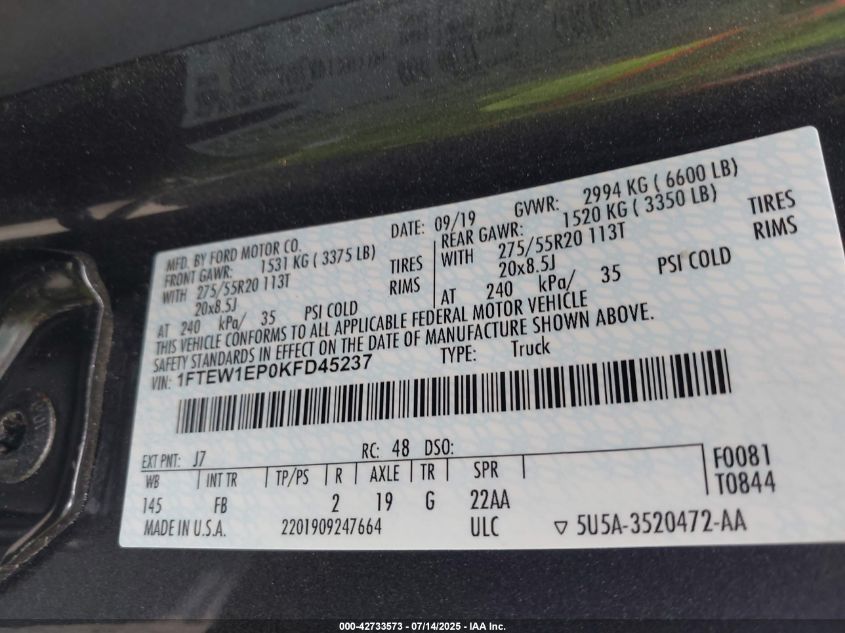 MFD. BY FORD MOTOR CO. DATE: 09/19 GVWR: 2994 KG ( 6600 LB)
FRONT GAWR: 1531 KG ( 3375 LB) REAR GAWR: 1520 KG ( 3350 LB)
WITH 275/55R20 113T TIRES WITH 275/55R20 113T TIRES
20x8.5J RIMS 20x8.5J RIMS
AT 240 kPa/ 35 PSI COLD AT 240 kPa/ 35 PSI COLD
THIS VEHICLE CONFORMS TO ALL APPLICABLE FEDERAL MOTOR VEHICLE
SAFETY STANDARDS IN EFFECT ON THE DATE OF MANUFACTURE SHOWN ABOVE.
VIN: 1FTEW1EP0KFD45237 TYPE: Truck
EXT PNT: J7 RC: 48 DSO:
WB INT TR TP/PS R AXLE TR SPR F0081
145 FB 2 19 G 22AA T0844
MADE IN U.S.A. 2201909247664 ULC ▽ 5U5A-3520472-AA
000-42733573 - 07/14/2025 - IAA Inc.